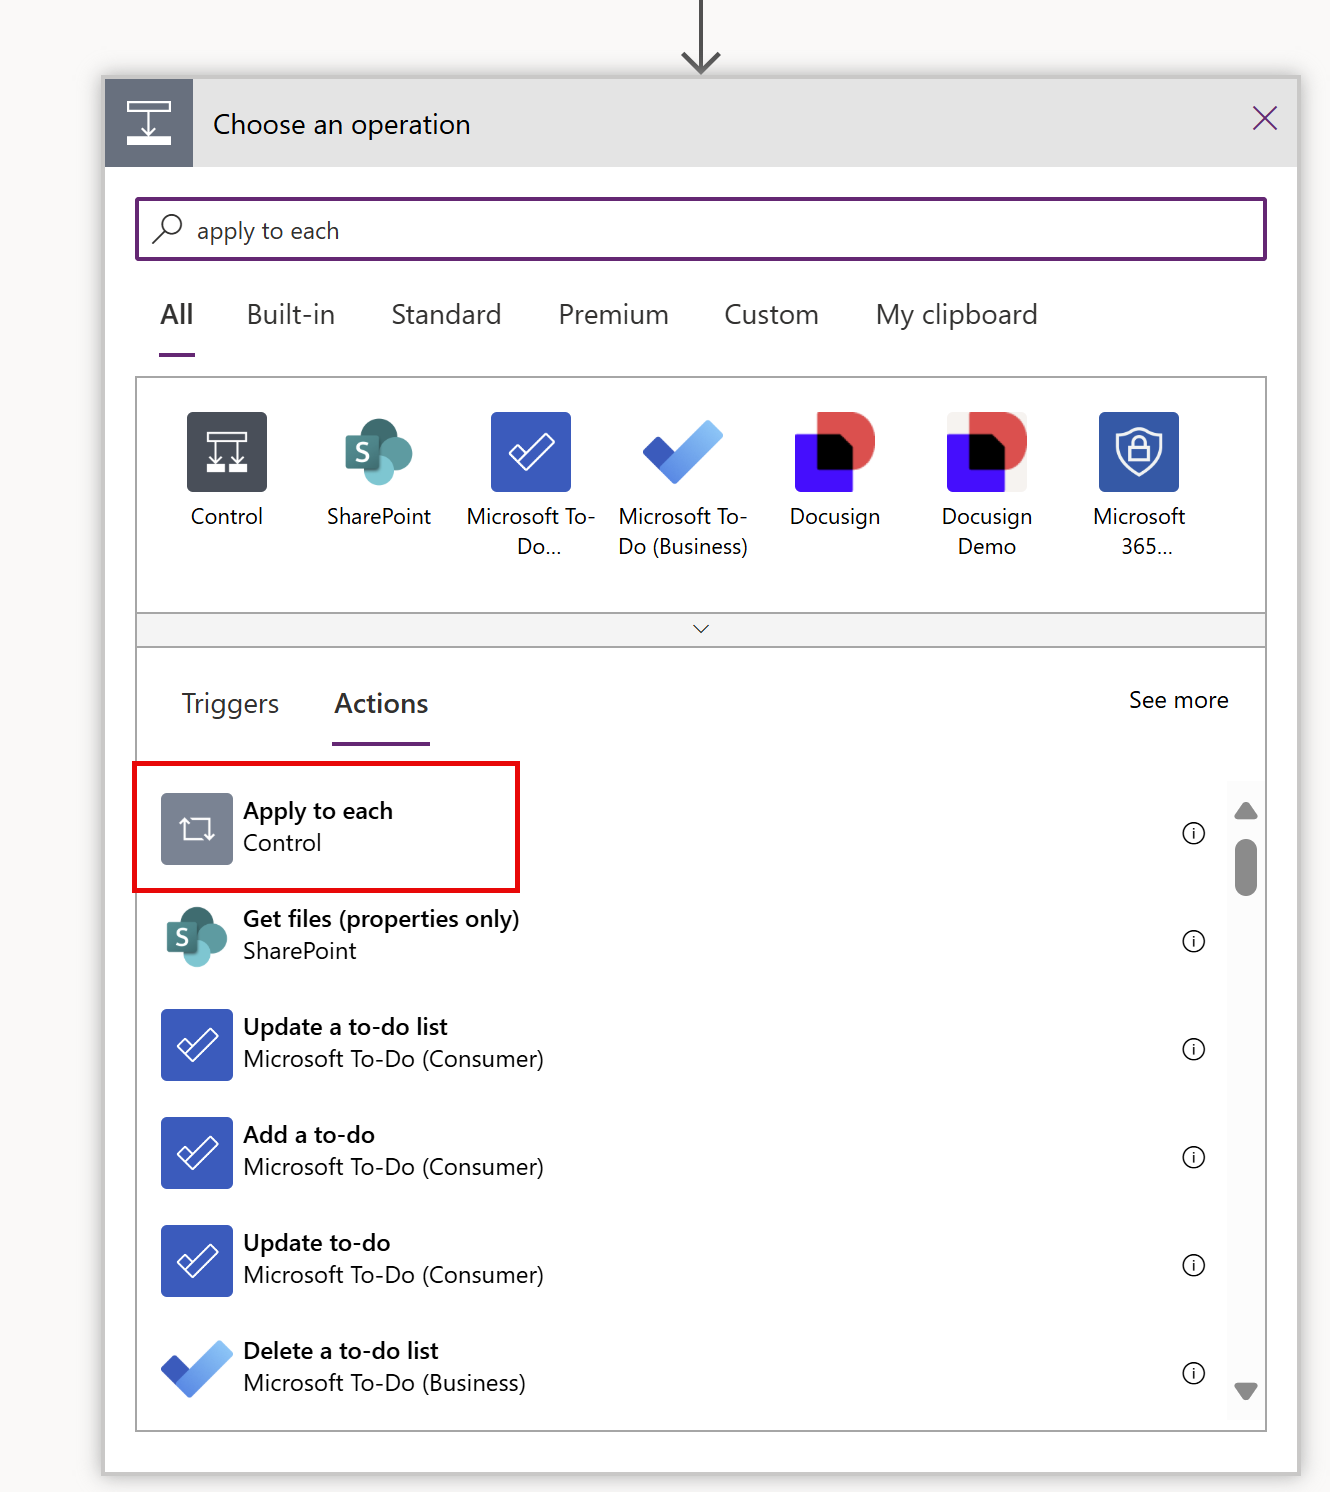 Choose an operation
apply to each
All Built-in Standard Premium Custom My clipboard
Control SharePoint Microsoft To-Do... Microsoft To-Do (Business) Docusign Docusign Demo Microsoft 365...
Triggers Actions See more
Apply to each
Control
Get files (properties only)
SharePoint
Update a to-do list
Microsoft To-Do (Consumer)
Add a to-do
Microsoft To-Do (Consumer)
Update to-do
Microsoft To-Do (Consumer)
Delete a to-do list
Microsoft To-Do (Business)